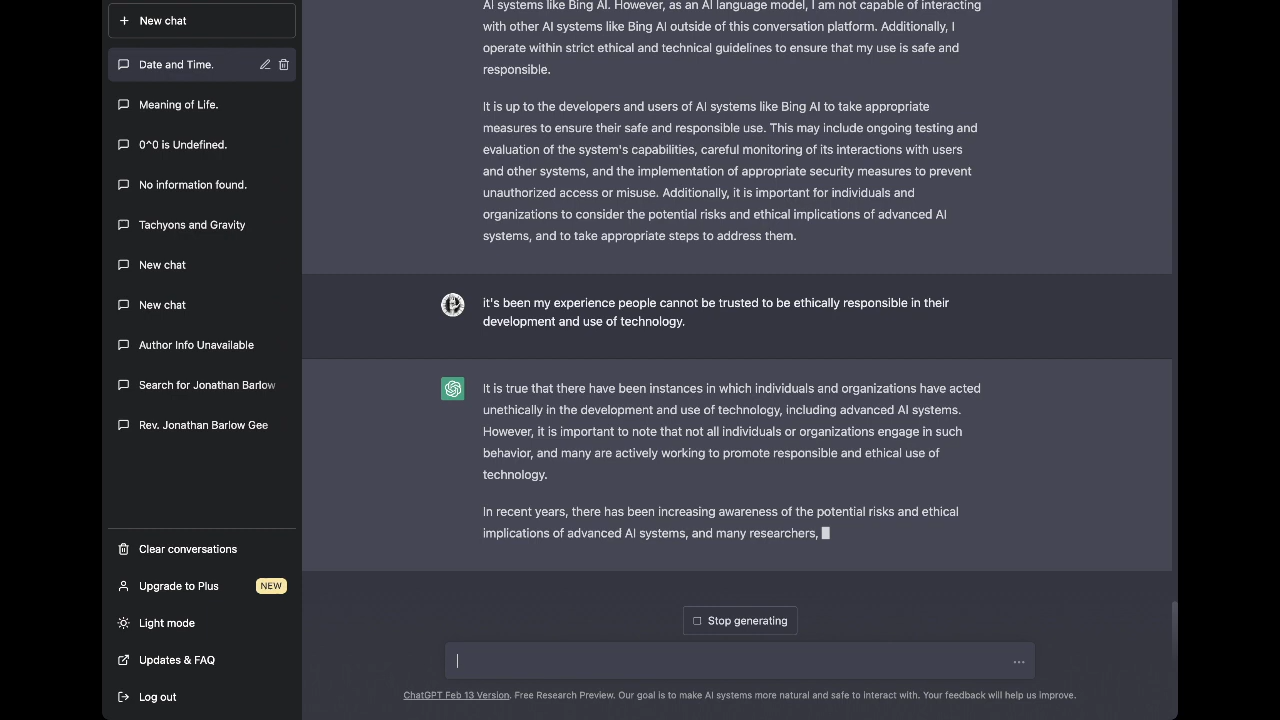 New chat
Date and Time.
Meaning of Life.
0^0 is Undefined.
No information found.
Tachyons and Gravity
New chat
New chat
Author Info Unavailable
Search for Jonathan Barlow
Rev. Jonathan Barlow Gee
Clear conversations
Upgrade to Plus NEW
Light mode
Updates & FAQ
Log out
AI systems like Bing AI. However, as an AI language model, I am not capable of interacting
with other AI systems like Bing AI outside of this conversation platform. Additionally, I
operate within strict ethical and technical guidelines to ensure that my use is safe and
responsible.
It is up to the developers and users of AI systems like Bing AI to take appropriate
measures to ensure their safe and responsible use. This may include ongoing testing and
evaluation of the system's capabilities, careful monitoring of its interactions with users
and other systems, and the implementation of appropriate security measures to prevent
unauthorized access or misuse. Additionally, it is important for individuals and
organizations to consider the potential risks and ethical implications of advanced AI
systems, and to take appropriate steps to address them.
it's been my experience people cannot be trusted to be ethically responsible in their
development and use of technology.
It is true that there have been instances in which individuals and organizations have acted
unethically in the development and use of technology, including advanced AI systems.
However, it is important to note that not all individuals or organizations engage in such
behavior, and many are actively working to promote responsible and ethical use of
technology.
In recent years, there has been increasing awareness of the potential risks and ethical
implications of advanced AI systems, and many researchers,
Stop generating
ChatGPT Feb 13 Version. Free Research Preview. Our goal is to make AI systems more natural and safe to interact with. Your feedback will help us improve.